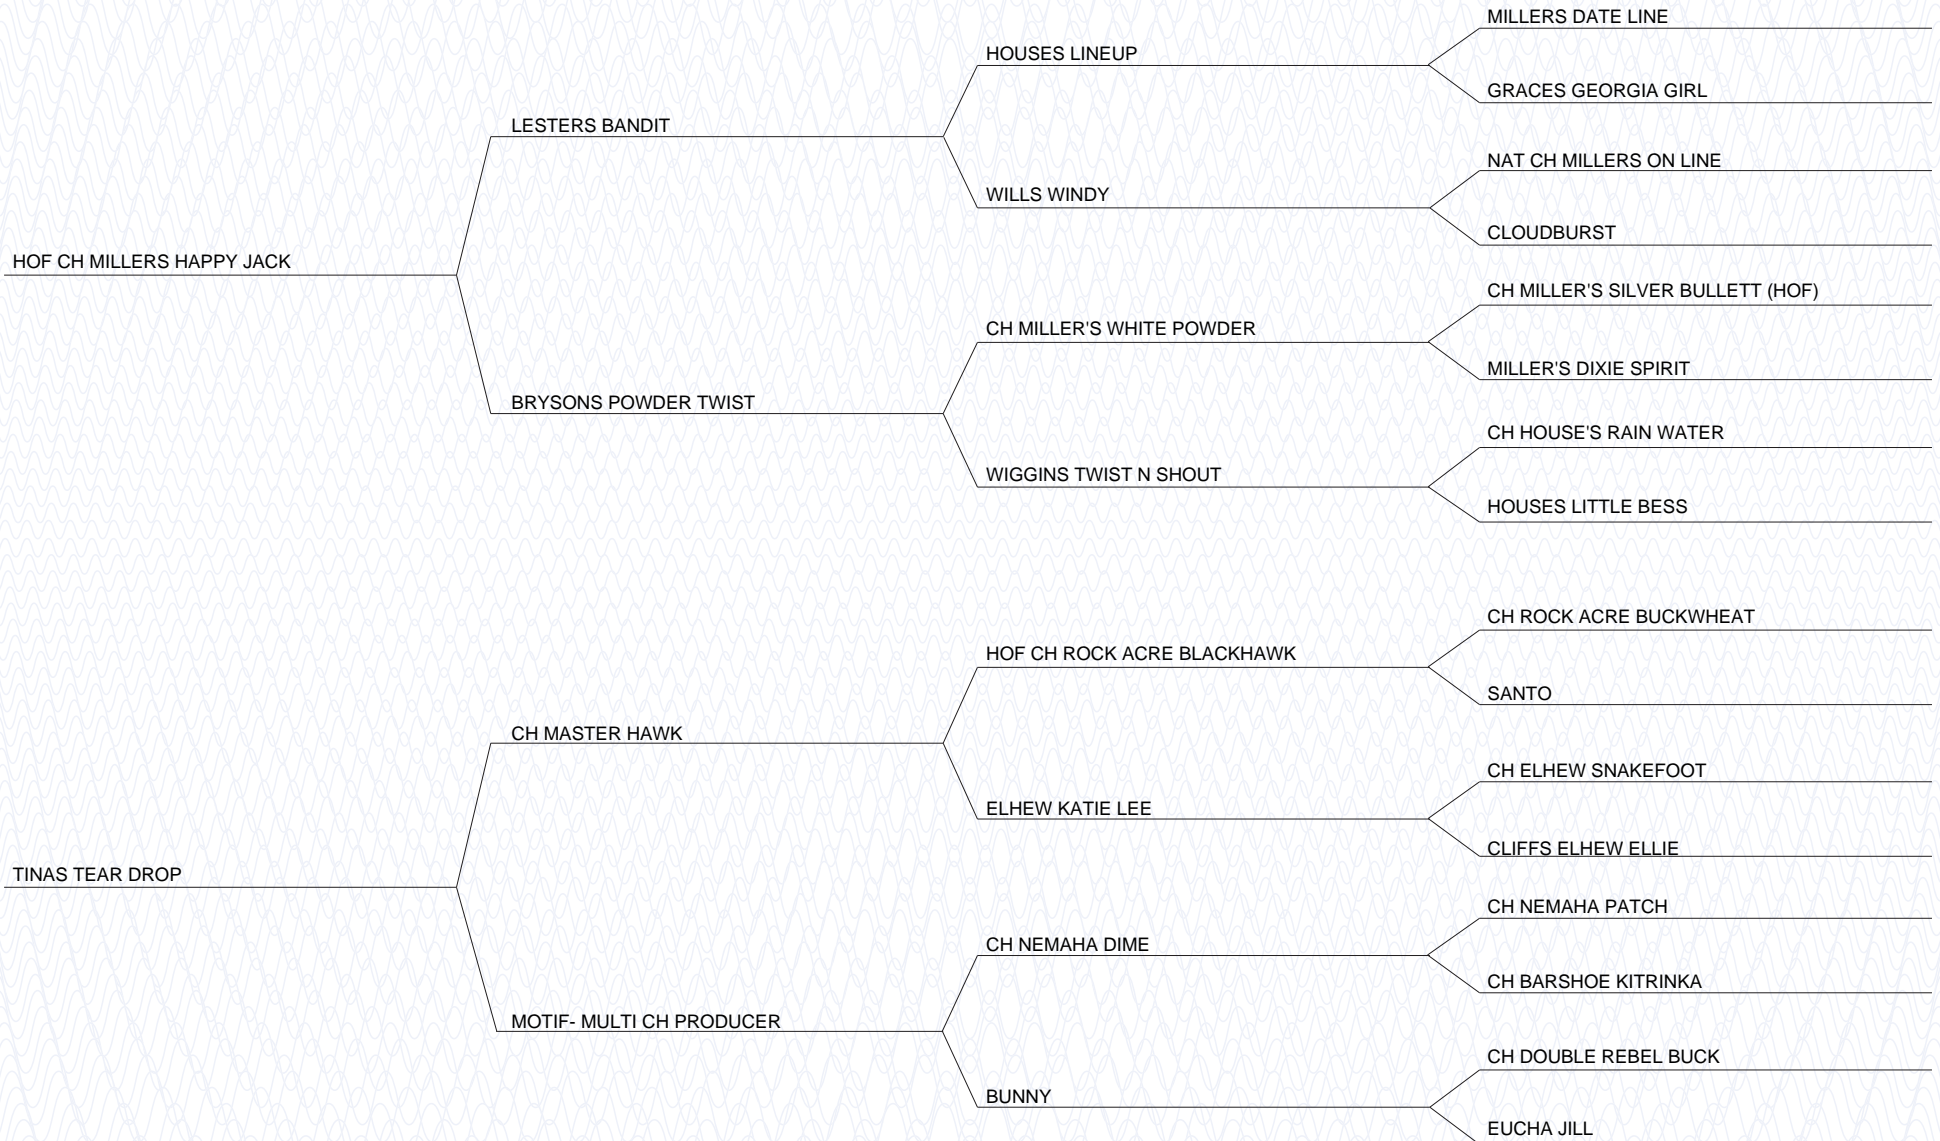 MILLERS DATE LINE
HOUSES LINEUP
GRACES GEORGIA GIRL
LESTERS BANDIT
NAT CH MILLERS ON LINE
WILLS WINDY
CLOUDBURST
HOF CH MILLERS HAPPY JACK
CH MILLER'S SILVER BULLETT (HOF)
CH MILLER'S WHITE POWDER
MILLER'S DIXIE SPIRIT
BRYSONS POWDER TWIST
CH HOUSE'S RAIN WATER
WIGGINS TWIST N SHOUT
HOUSES LITTLE BESS
CH ROCK ACRE BUCKWHEAT
HOF CH ROCK ACRE BLACKHAWK
SANTO
CH MASTER HAWK
CH ELHEW SNAKEFOOT
ELHEW KATIE LEE
CLIFFS ELHEW ELLIE
TINAS TEAR DROP
CH NEMAHA PATCH
CH NEMAHA DIME
CH BARSHOE KITRINKA
MOTIF- MULTI CH PRODUCER
CH DOUBLE REBEL BUCK
BUNNY
EUCHA JILL